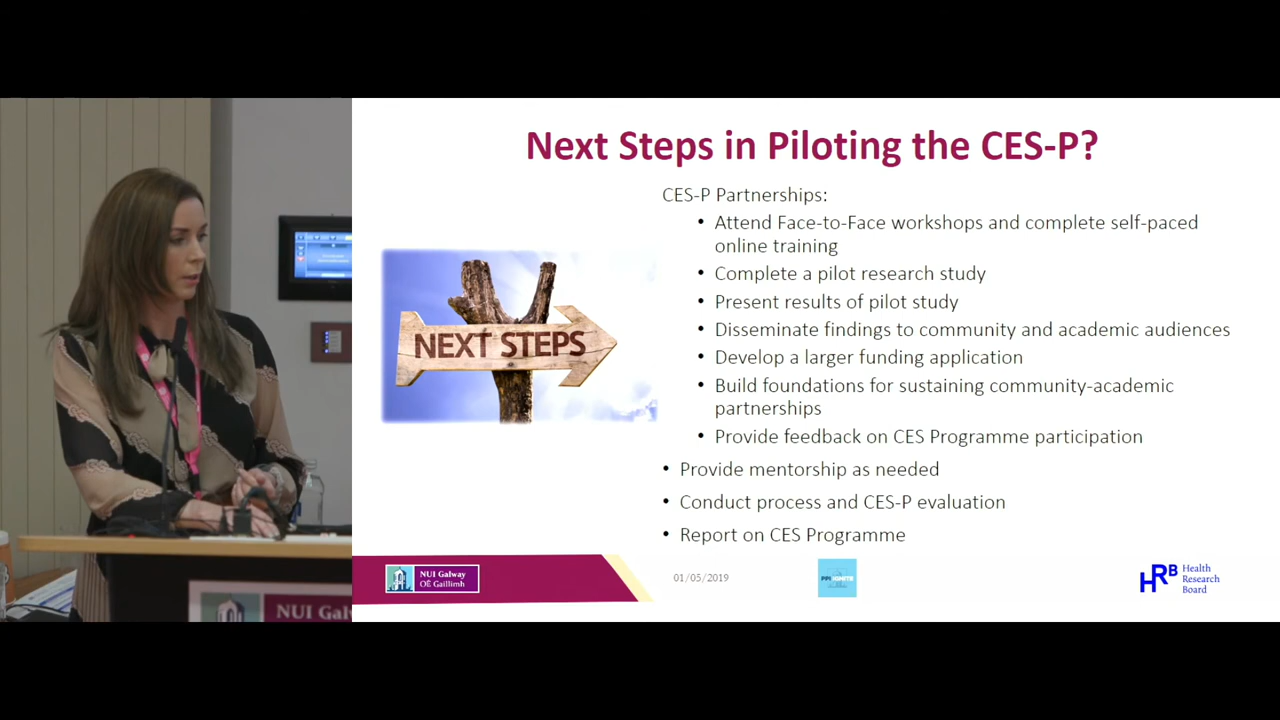 Next Steps in Piloting the CES-P?
CES-P Partnerships:
• Attend Face-to-Face workshops and complete self-paced
online training
• Complete a pilot research study
• Present results of pilot study
• Disseminate findings to community and academic audiences
• Develop a larger funding application
• Build foundations for sustaining community-academic
partnerships
• Provide feedback on CES Programme participation
• Provide mentorship as needed
• Conduct process and CES-P evaluation
• Report on CES Programme
NEXT STEPS
NUI Galway
OÉ Gaillimh
01/05/2019
PPI IGNITE
HRB
Health
Research
Board
NUI Galw